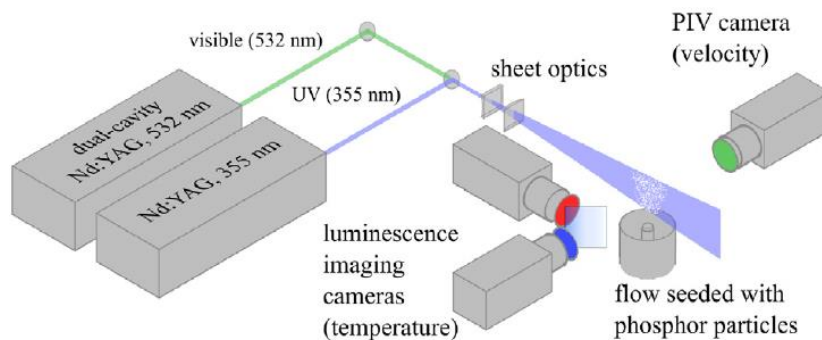 visible (532 nm)
UV (355 nm)
dual-cavity
Nd:YAG, 532 nm
Nd:YAG, 355 nm
sheet optics
PIV camera
(velocity)
luminescence
imaging
cameras
(temperature)
flow seeded with
phosphor particles